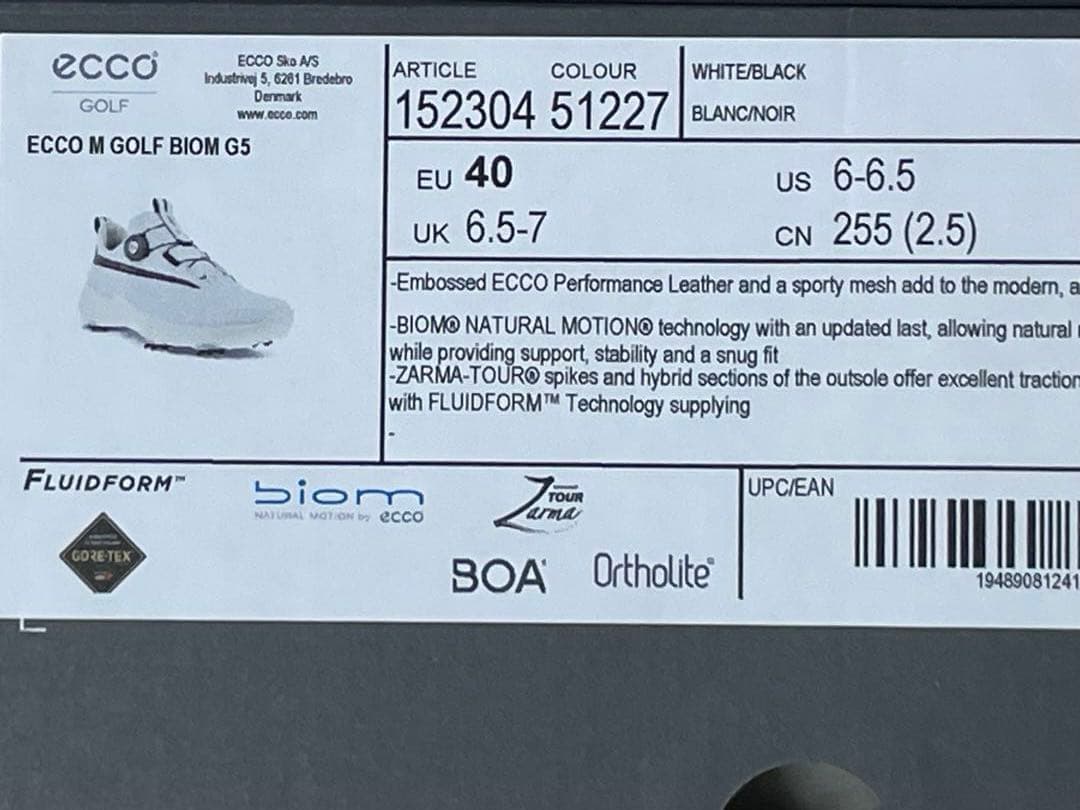 ecco
GOLF
ECCO Sko A/S
Industrivej 5, 6261 Bredebro
Denmark
www.ecco.com
ECCO M GOLF BIOM G5
ARTICLE COLOUR
152304 51227
WHITE/BLACK
BLANC/NOIR
EU 40
US 6-6.5
UK 6.5-7
CN 255 (2.5)
-Embossed ECCO Performance Leather and a sporty mesh add to the modern, a
-BIOM® NATURAL MOTION® technology with an updated last, allowing natural
while providing support, stability and a snug fit
-ZARMA-TOUR® spikes and hybrid sections of the outsole offer excellent traction
with FLUIDFORM™ Technology supplying
-
FLUIDFORM™
biom
NATURAL MOTION by ecco
Zarma
TOUR
GORE-TEX
BOA
Ortholite®
UPC/EAN
19489081241